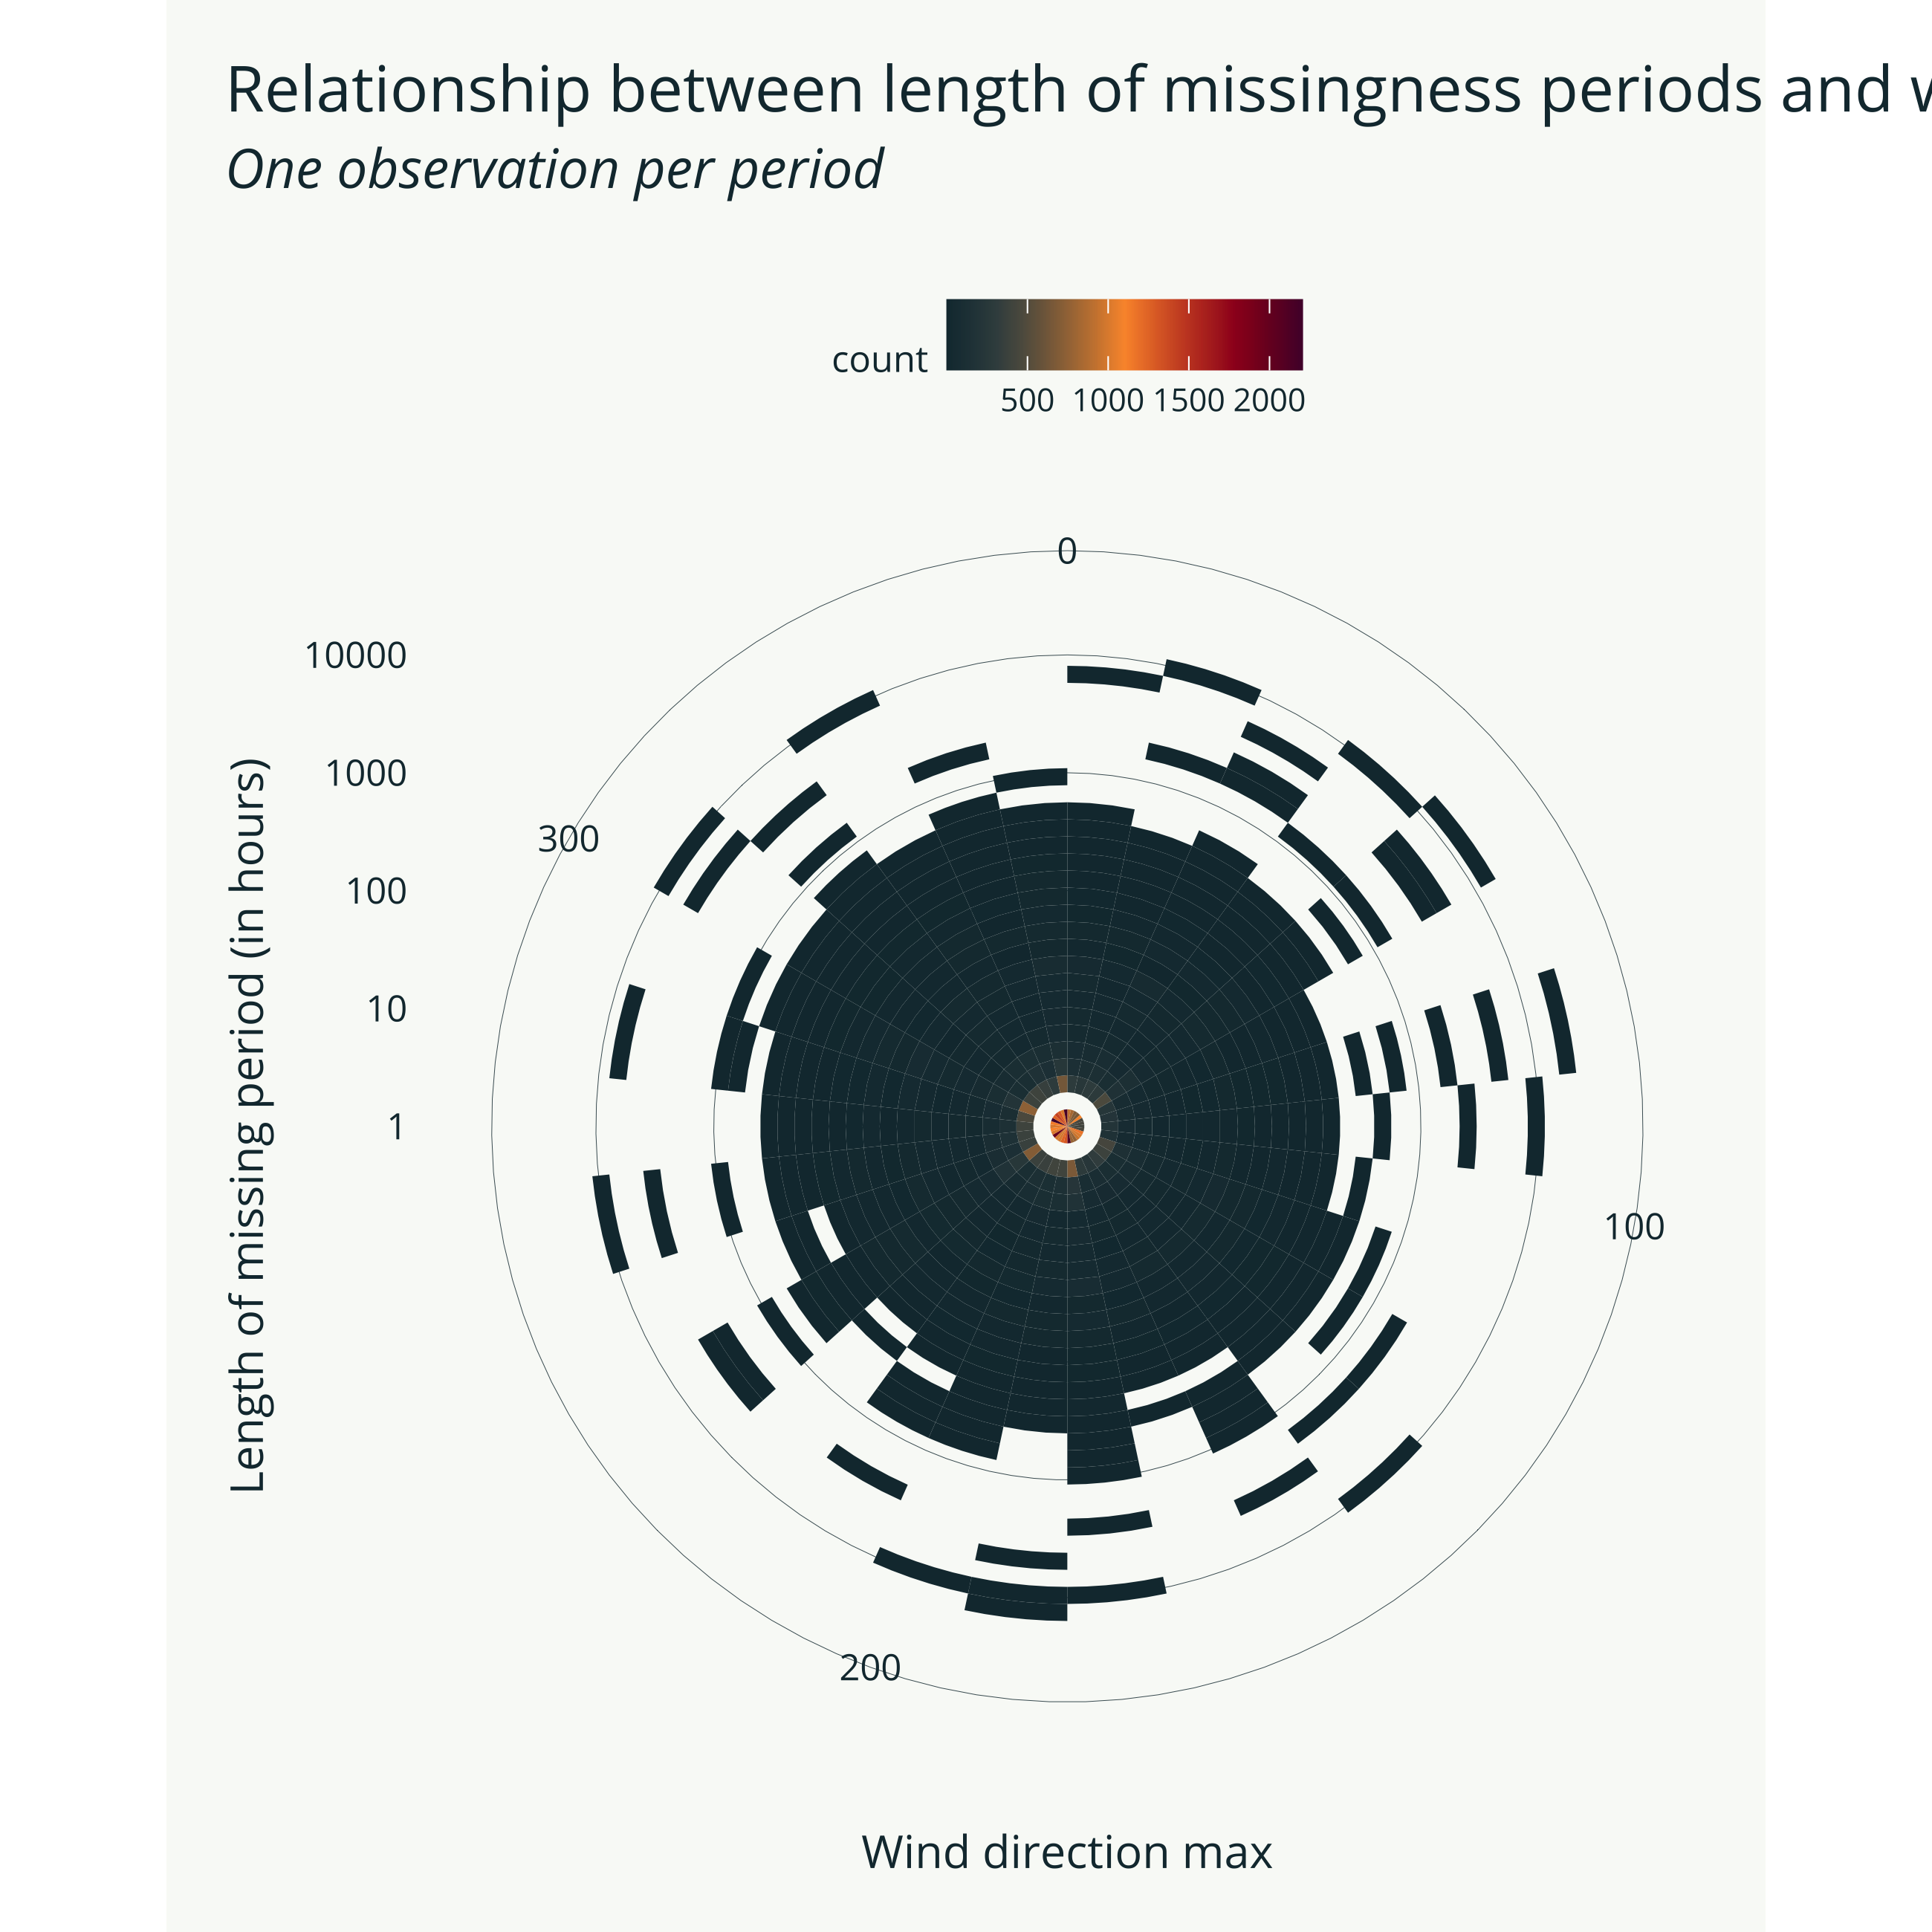 Relationship between length of missingness periods and
One observation per period
count
500 1000 1500 2000
0
10000
1000
300
100
10
1
100
200
Length of missing period (in hours)
Wind direction max